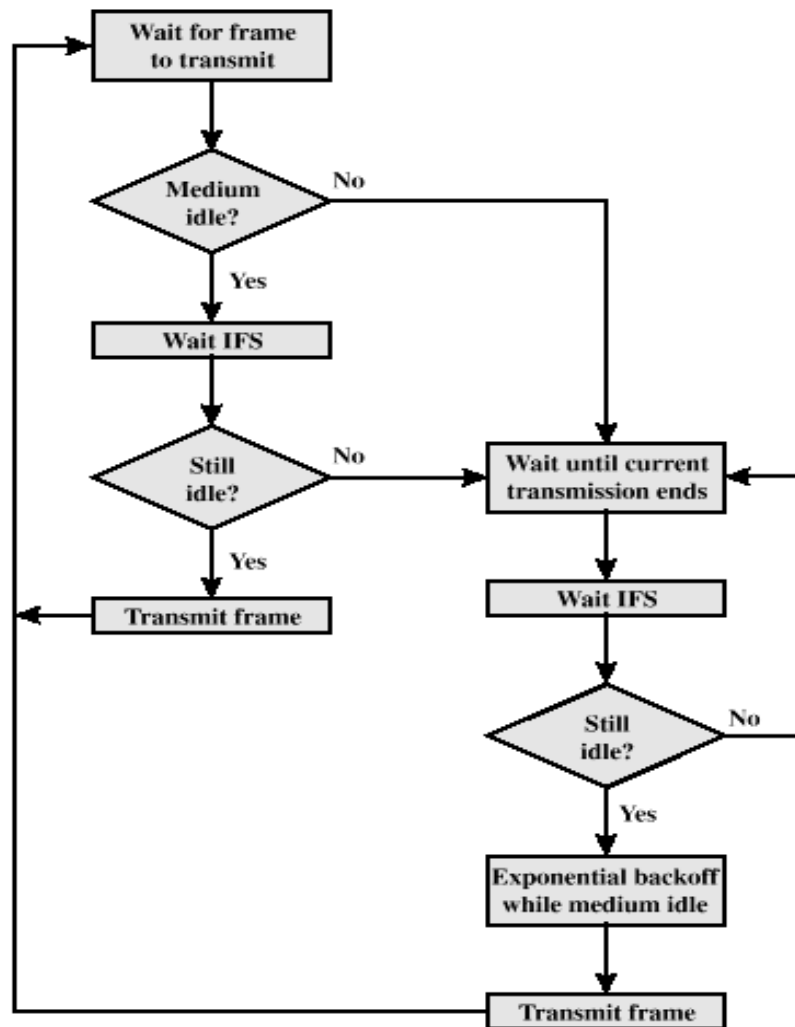 Wait for frame
to transmit
Medium
idle?
No
Yes
Wait IFS
Still
idle?
No
Yes
Transmit frame
Wait until current
transmission ends
Wait IFS
Still
idle?
No
Yes
Exponential backoff
while medium idle
Transmit frame